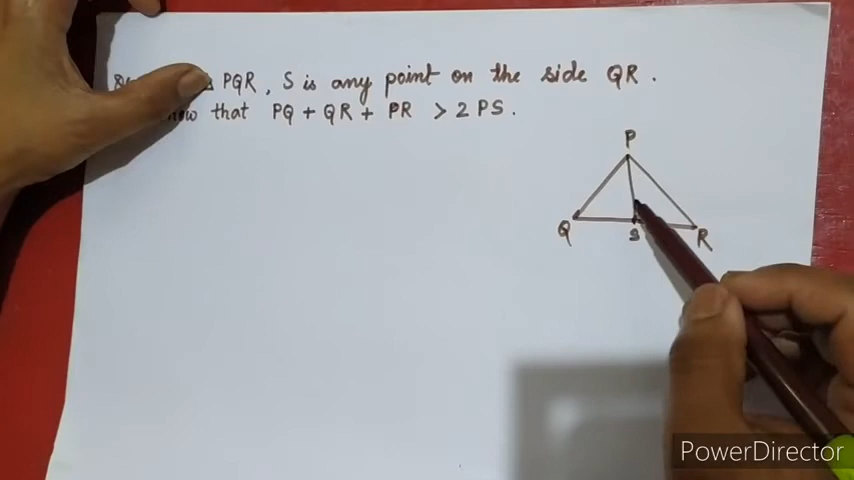 PQR, S is any point on the side QR.
that PQ + QR + PR > 2 PS.
P
Q S R
PowerDirector